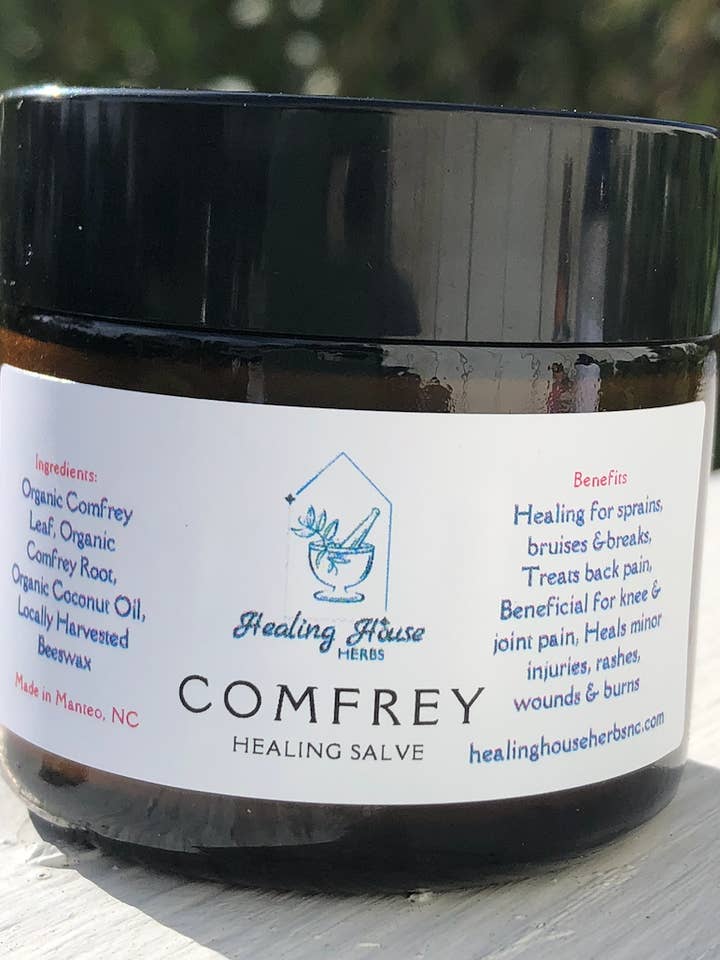 Ingredients:
Organic Comfrey
Leaf, Organic
Comfrey Root,
Organic Coconut Oil,
Locally Harvested
Beeswax
Made in Manteo, NC
Healing House
HERBS
COMFREY
HEALING SALVE
Benefits
Healing for sprains,
bruises & breaks,
Treats back pain,
Beneficial for knee &
joint pain, Heals minor
injuries, rashes,
wounds & burns
healinghouseherbsnc.com